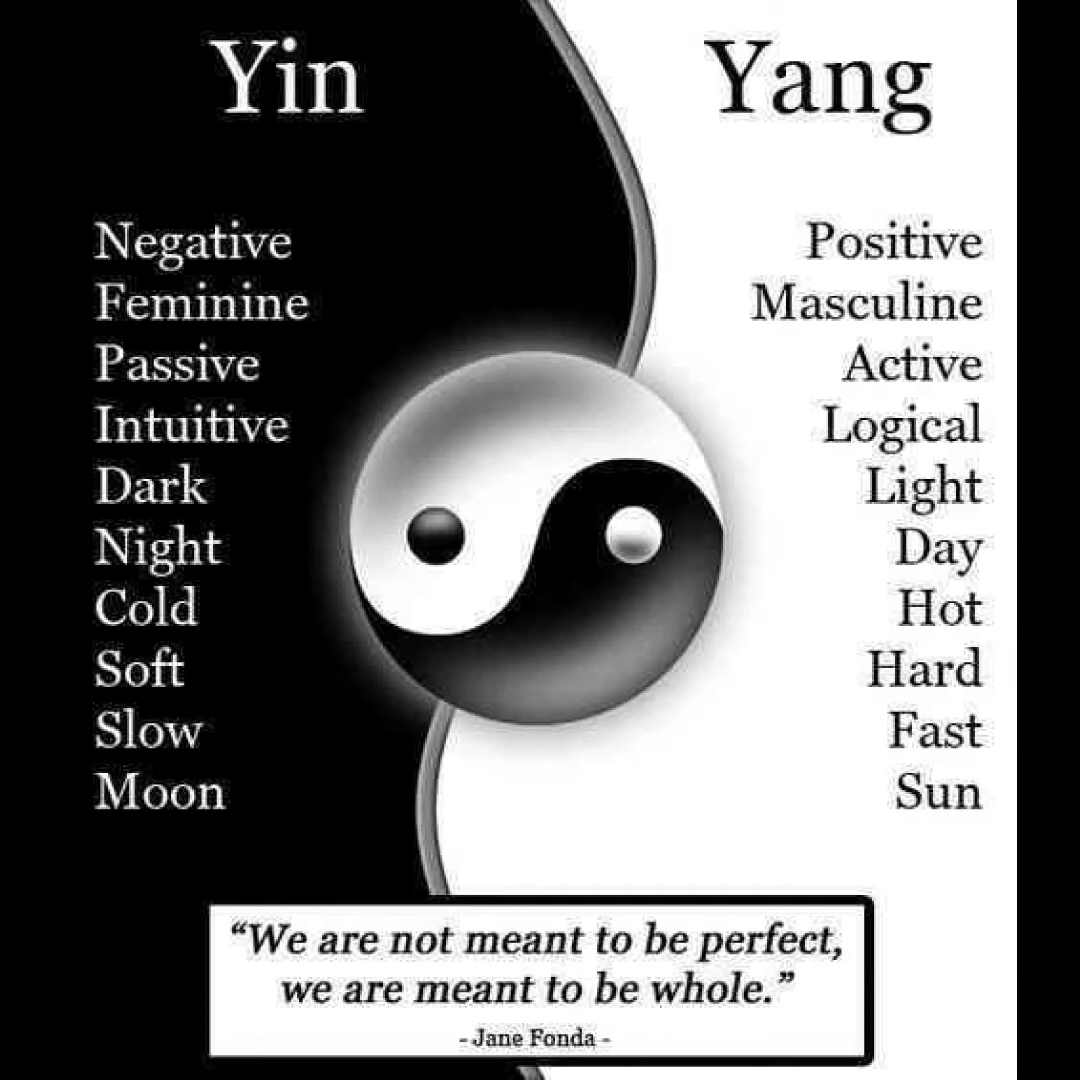 Yin
Yang
Negative
Feminine
Passive
Intuitive
Dark
Night
Cold
Soft
Slow
Moon
Positive
Masculine
Active
Logical
Light
Day
Hot
Hard
Fast
Sun
“We are not meant to be perfect,
we are meant to be whole.”
- Jane Fonda -